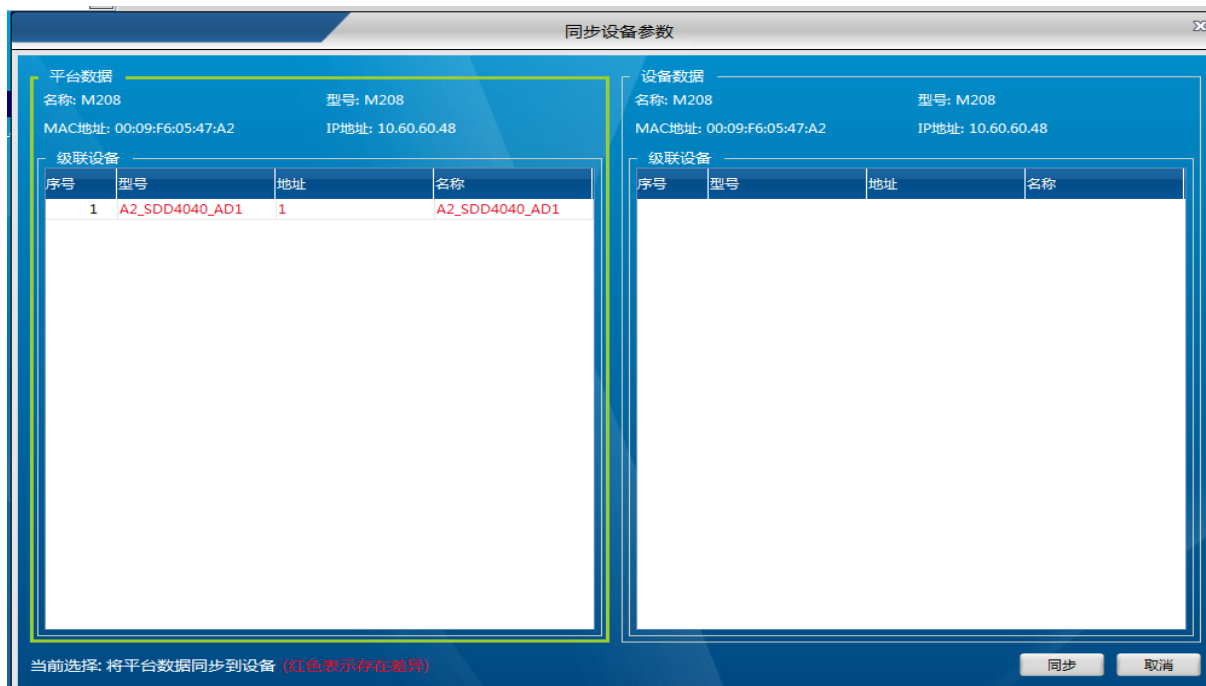 同步设备参数
平台数据
名称: M208 型号: M208
MAC地址: 00:09:F6:05:47:A2 IP地址: 10.60.60.48
级联设备
序号 型号 地址 名称
1 A2_SDD4040_AD1 1 A2_SDD4040_AD1
设备数据
名称: M208 型号: M208
MAC地址: 00:09:F6:05:47:A2 IP地址: 10.60.60.48
级联设备
序号 型号 地址 名称
当前选择: 将平台数据同步到设备 (红色表示存在差异)
同步 取消